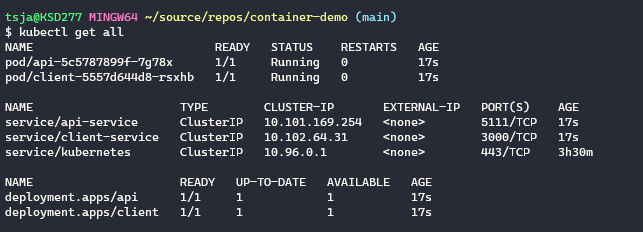 tsja@KSD277 MINGW64 ~/source/repos/container-demo (main)
$ kubectl get all
NAME READY STATUS RESTARTS AGE
pod/api-5c5787899f-7g78x 1/1 Running 0 17s
pod/client-5557d644d8-rsxhb 1/1 Running 0 17s
NAME TYPE CLUSTER-IP EXTERNAL-IP PORT(S) AGE
service/api-service ClusterIP 10.101.169.254 <none> 5111/TCP 17s
service/client-service ClusterIP 10.102.64.31 <none> 3000/TCP 17s
service/kubernetes ClusterIP 10.96.0.1 <none> 443/TCP 3h30m
NAME READY UP-TO-DATE AVAILABLE AGE
deployment.apps/api 1/1 1 1 17s
deployment.apps/client 1/1 1 1 17s